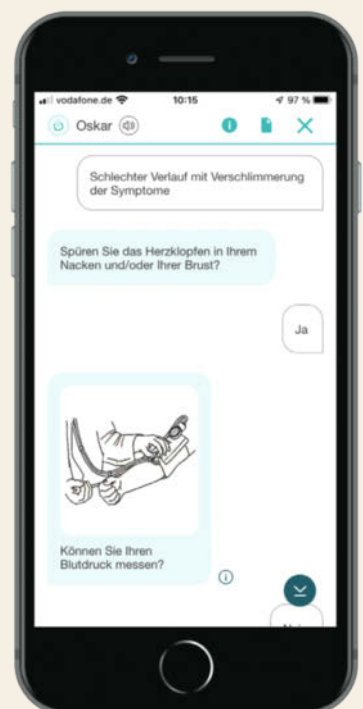 vodafone.de
10:15
97 %
Oskar
Schlechter Verlauf mit Verschlimmerung
der Symptome
Spüren Sie das Herzklopfen in Ihrem
Nacken und/oder Ihrer Brust?
Ja
Können Sie Ihren
Blutdruck messen?